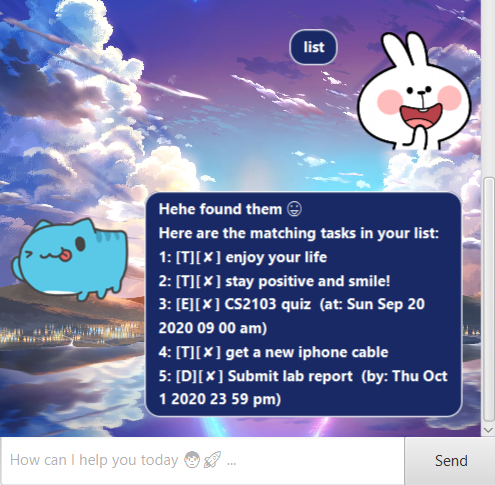 list
Hehe found them 😃
Here are the matching tasks in your list:
1: [T][✘] enjoy your life
2: [T][✘] stay positive and smile!
3: [E][✘] CS2103 quiz  (at: Sun Sep 20
2020 09 00 am)
4: [T][✘] get a new iphone cable
5: [D][✘] Submit lab report  (by: Thu Oct
1 2020 23 59 pm)
How can I help you today 🧑🚀 ...
Send